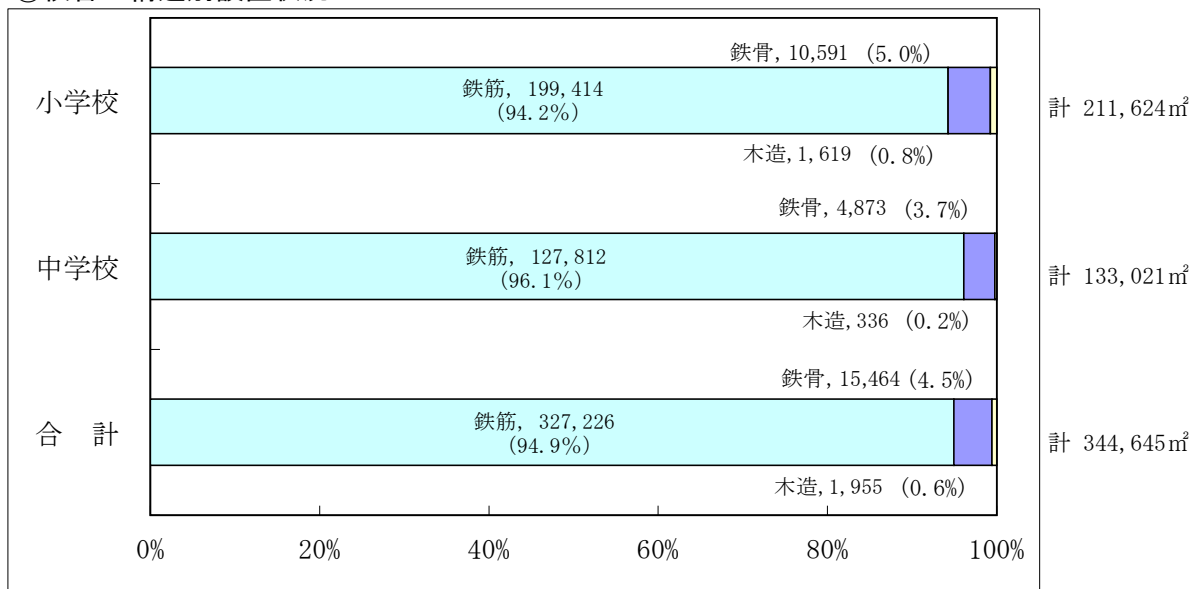 鉄骨, 10,591 (5.0%)
小学校
鉄筋, 199,414
(94.2%)
計 211,624㎡
木造, 1,619 (0.8%)
鉄骨, 4,873 (3.7%)
中学校
鉄筋, 127,812
(96.1%)
計 133,021㎡
木造, 336 (0.2%)
鉄骨, 15,464 (4.5%)
合 計
鉄筋, 327,226
(94.9%)
計 344,645㎡
木造, 1,955 (0.6%)
0% 20% 40% 60% 80% 100%